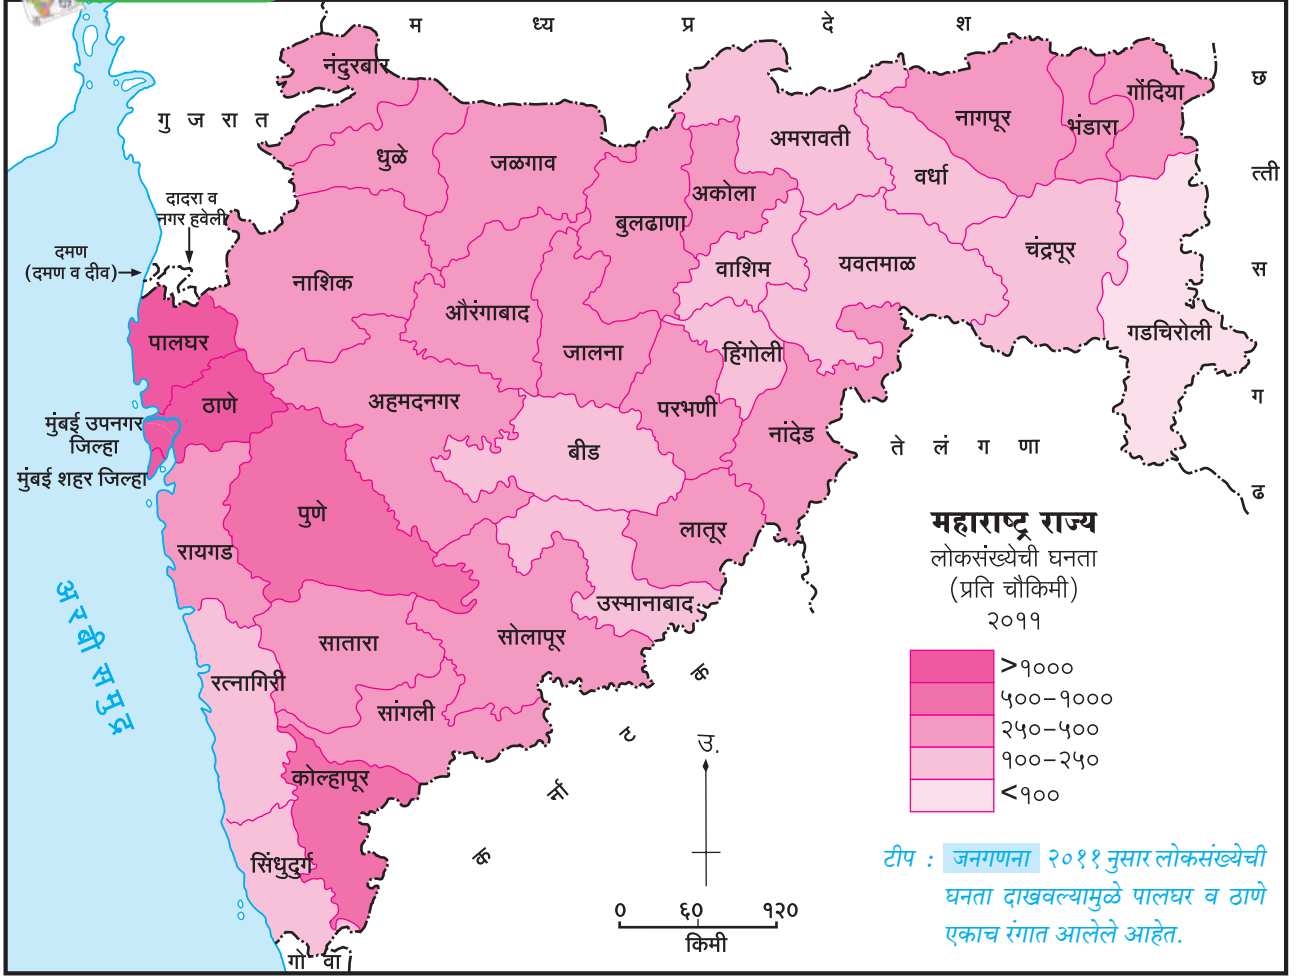 म ध्य प्र दे श
छ
त्ती
स
ग
ढ
गु ज रा त
नंदुरबार
धुळे
जळगाव
बुलढाणा
अकोला
अमरावती
वर्धा
नागपूर
भंडारा
गोंदिया
दादरा व
नगर हवेली
दमण
(दमण व दीव)
नाशिक
औरंगाबाद
जालना
वाशिम
यवतमाळ
चंद्रपूर
गडचिरोली
हिंगोली
पालघर
ठाणे
अहमदनगर
परभणी
नांदेड
बीड
मुंबई उपनगर
जिल्हा
मुंबई शहर जिल्हा
ते लं ग णा
पुणे
रायगड
लातूर
उस्मानाबाद
सोलापूर
सातारा
रत्नागिरी
सांगली
कोल्हापूर
सिंधुदुर्ग
अरबी समुद्र
क
र्ना
ट
क
गो वा
महाराष्ट्र राज्य
लोकसंख्येची घनता
(प्रति चौकिमी)
२०११
>१०००
५००–१०००
२५०–५००
१००–२५०
<१००
उ.
० ६० १२०
किमी
टीप : जनगणना २०११ नुसार लोकसंख्येची
घनता दाखवल्यामुळे पालघर व ठाणे
एकाच रंगात आलेले आहेत.